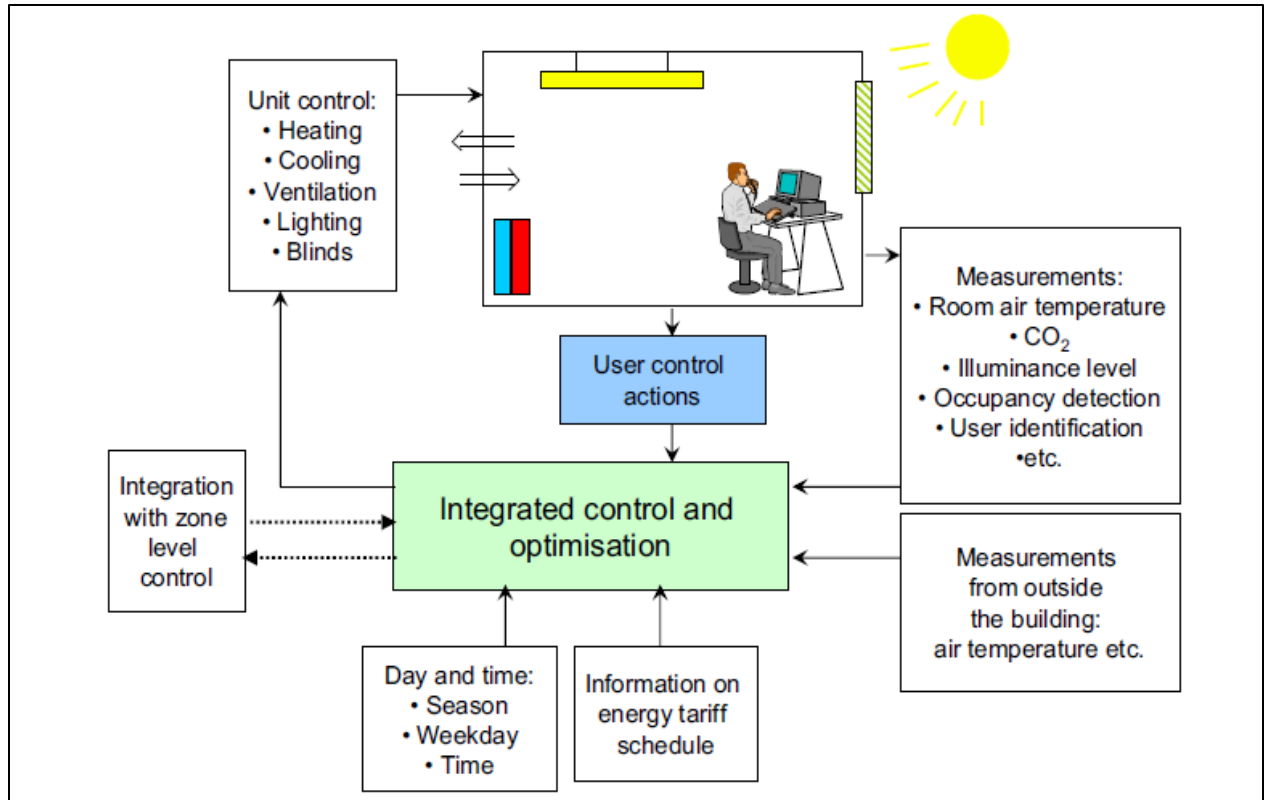 Unit control:
• Heating
• Cooling
• Ventilation
• Lighting
• Blinds
Measurements:
• Room air temperature
• CO₂
• Illuminance level
• Occupancy detection
• User identification
•etc.
User control
actions
Integration
with zone
level
control
Integrated control and
optimisation
Measurements
from outside
the building:
air temperature etc.
Day and time:
• Season
• Weekday
• Time
Information on
energy tariff
schedule